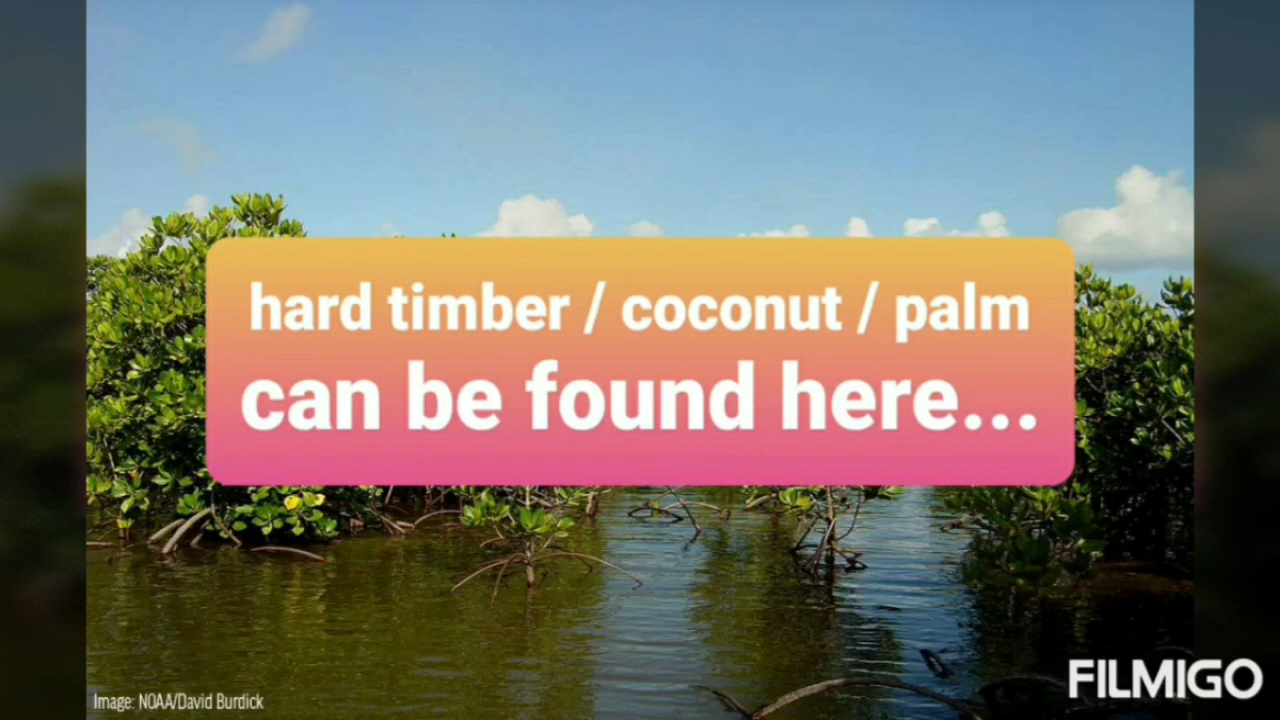 hard timber / coconut / palm
can be found here...
Image: NOAA/David Burdick
FILMIGO